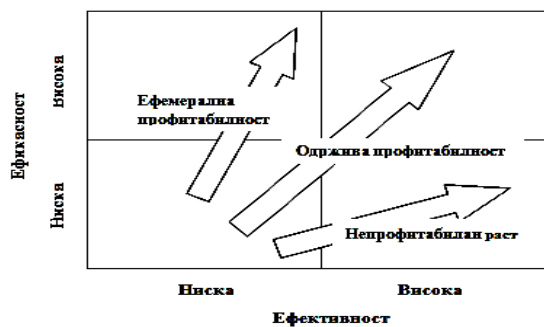 Ефикасност
Висока
Ниска
Ефемерална
профитабилност
Одржива профитабилност
Непрофитабилан раст
Ниска
Висока
Ефективност